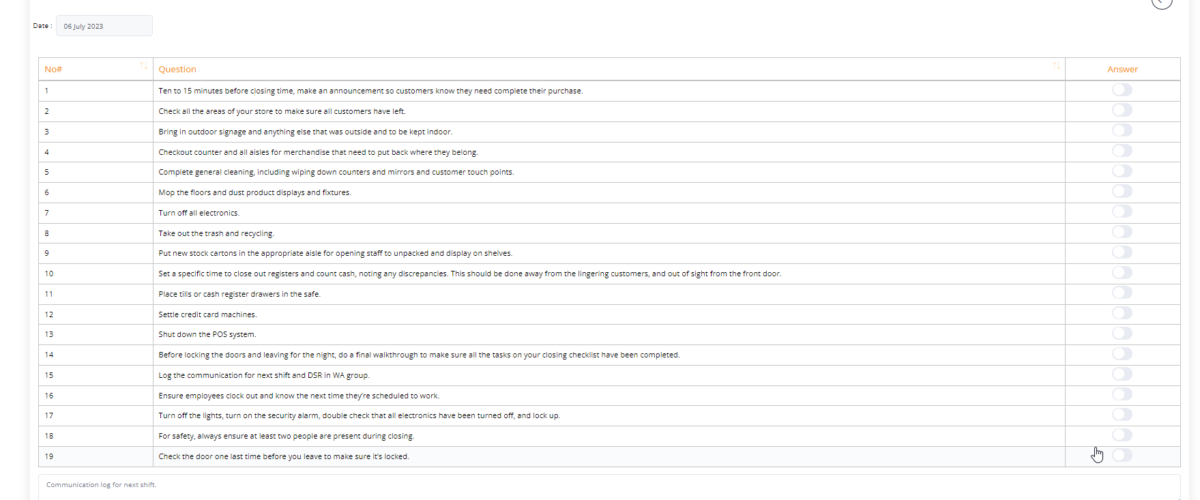 Date : 06 July 2023
No# Question Answer
1 Ten to 15 minutes before closing time, make an announcement so customers know they need complete their purchase.
2 Check all the areas of your store to make sure all customers have left.
3 Bring in outdoor signage and anything else that was outside and to be kept indoor.
4 Checkout counter and all aisles for merchandise that need to put back where they belong.
5 Complete general cleaning, including wiping down counters and mirrors and customer touch points.
6 Mop the floors and dust product displays and fixtures.
7 Turn off all electronics.
8 Take out the trash and recycling.
9 Put new stock cartons in the appropriate aisle for opening staff to unpacked and display on shelves.
10 Set a specific time to close out registers and count cash, noting any discrepancies. This should be done away from the lingering customers, and out of sight from the front door.
11 Place tills or cash register drawers in the safe.
12 Settle credit card machines.
13 Shut down the POS system.
14 Before locking the doors and leaving for the night, do a final walkthrough to make sure all the tasks on your closing checklist have been completed.
15 Log the communication for next shift and DSR in WA group.
16 Ensure employees clock out and know the next time they're scheduled to work.
17 Turn off the lights, turn on the security alarm, double check that all electronics have been turned off, and lock up.
18 For safety, always ensure at least two people are present during closing.
19 Check the door one last time before you leave to make sure it's locked.
Communication log for next shift.